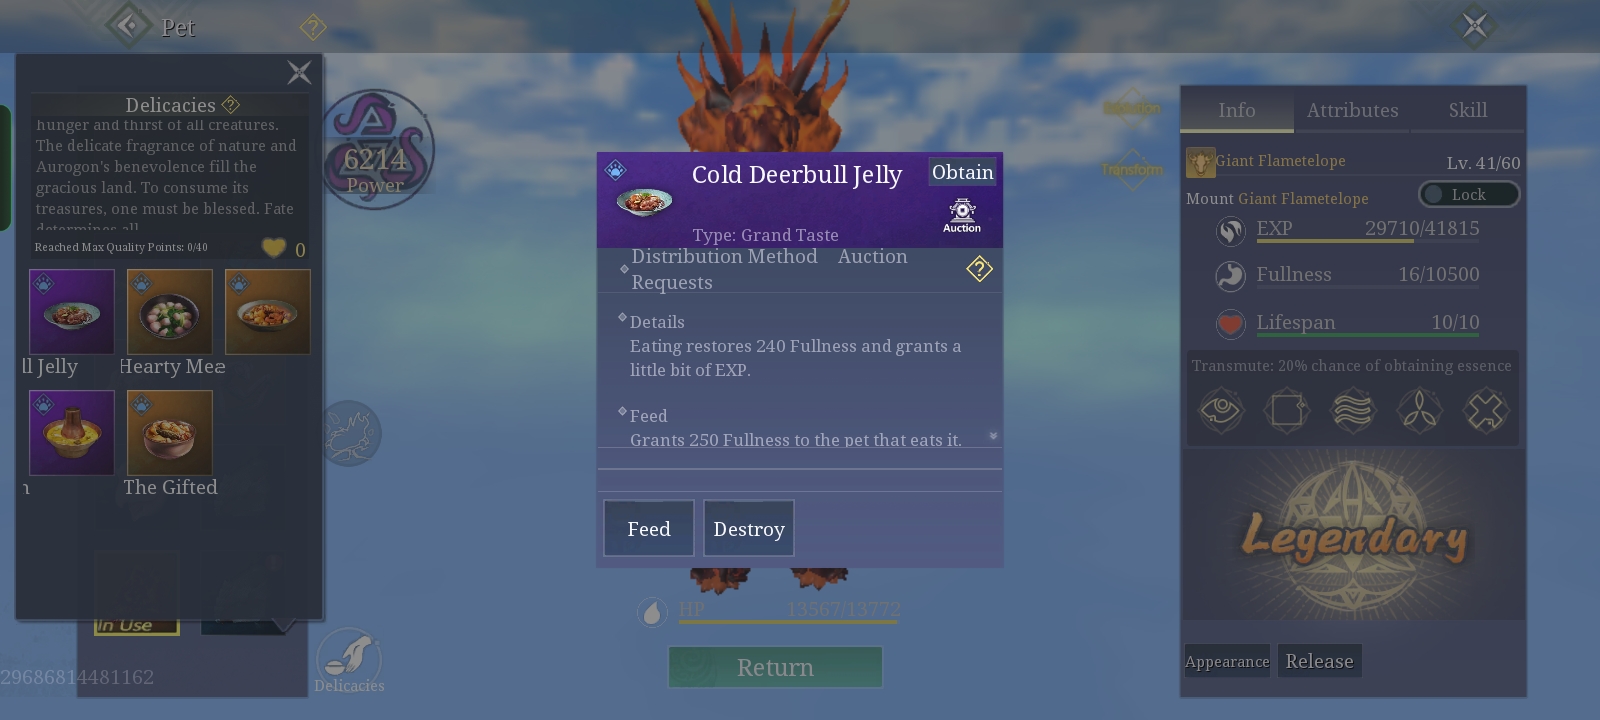 Pet
?
Delicacies ?
hunger and thirst of all creatures.
The delicate fragrance of nature and
Aurogon's benevolence fill the
gracious land. To consume its
treasures, one must be blessed. Fate
determines all
Reached Max Quality Points: 0/40
0
ll Jelly
Hearty Mea
The Gifted
In Use
29686814481162
6214
Power
Delicacies
Cold Deerbull Jelly
Obtain
Type: Grand Taste
Auction
Distribution Method Auction
Requests
?
Details
Eating restores 240 Fullness and grants a
little bit of EXP.
Feed
Grants 250 Fullness to the pet that eats it.
Feed
Destroy
HP 13567/13772
Return
Transform
Info
Attributes
Skill
Giant Flametelope
Lv. 41/60
Mount Giant Flametelope
Lock
EXP 29710/41815
Fullness 16/10500
Lifespan 10/10
Transmute: 20% chance of obtaining essence
Legendary
Appearance
Release